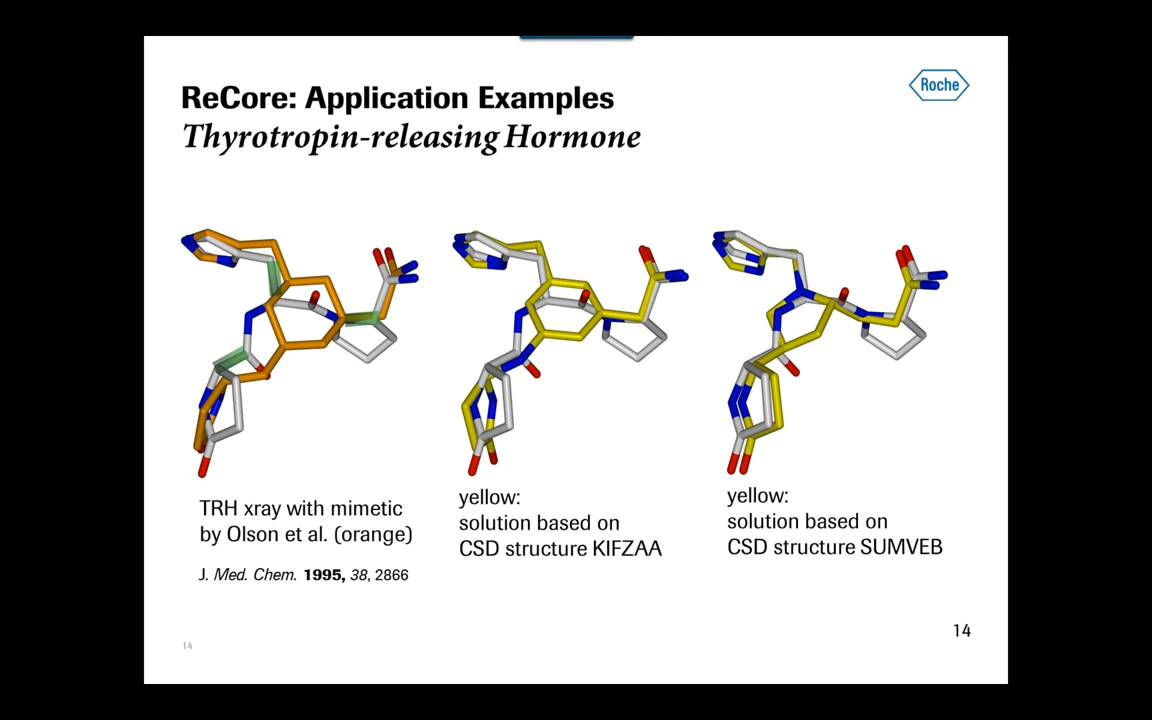 ReCore: Application Examples
Roche
Thyrotropin-releasing Hormone
TRH xray with mimetic
by Olson et al. (orange)
J. Med. Chem. 1995, 38, 2866
yellow:
solution based on
CSD structure KIFZAA
yellow:
solution based on
CSD structure SUMVEB
14
14